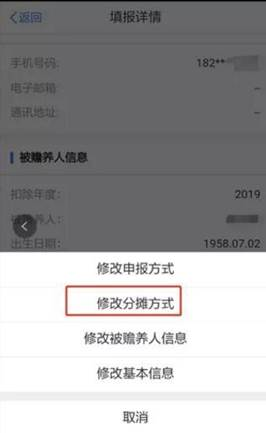 返回 填报详情
手机号码: 182**
电子邮箱: --
通讯地址: --
被赡养人信息
扣除年度: 2019
出生日期: 1958.07.02
修改申报方式
修改分摊方式
修改被赡养人信息
修改基本信息
取消